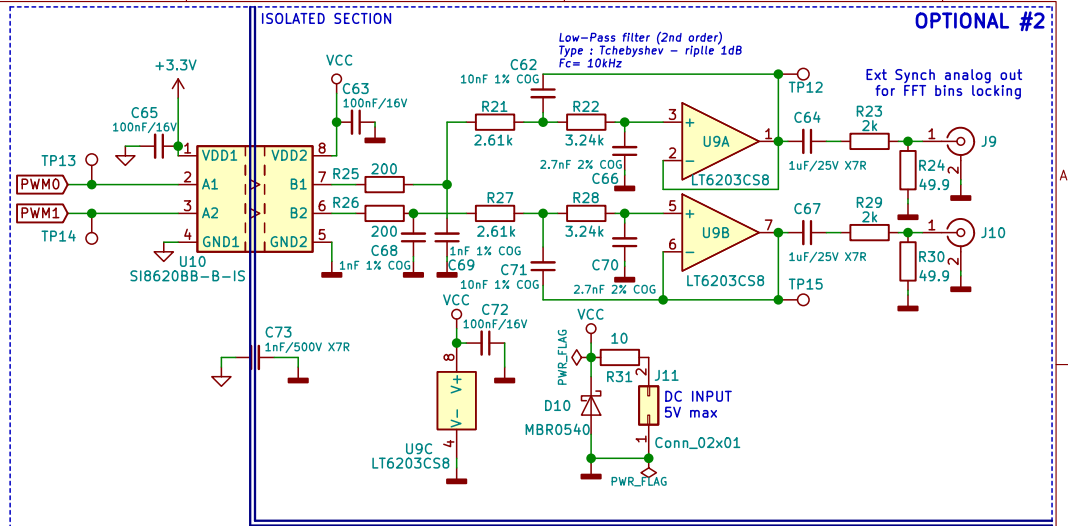 ISOLATED SECTION
OPTIONAL #2
Low-Pass filter (2nd order)
Type : Tchebyshev - riplle 1dB
Fc= 10kHz
Ext Synch analog out
for FFT bins locking
+3.3V
VCC
C65
100nF/16V
C63
100nF/16V
C62
10nF 1% COG
TP12
TP13
TP14
PWM0
PWM1
1
VDD1
VDD2
8
2
A1
B1
7
3
A2
B2
6
4
GND1
GND2
5
U10
SI8620BB-B-IS
R25
200
R26
200
C68
1nF 1% COG
1nF 1% COG
C69
R21
2.61k
R22
3.24k
2.7nF 2% COG
C66
3
+
U9A
1
2
-
LT6203CS8
C64
1uF/25V X7R
R23
2k
R24
49.9
1
J9
2
R27
2.61k
R28
3.24k
C71
10nF 1% COG
C70
2.7nF 2% COG
5
+
U9B
7
6
-
LT6203CS8
C67
1uF/25V X7R
R29
2k
R30
49.9
1
J10
2
TP15
C73
1nF/500V X7R
VCC
C72
100nF/16V
8
V+
V-
4
U9C
LT6203CS8
VCC
PWR_FLAG
10
R31
2
J11
DC INPUT
5V max
D10
MBR0540
1
Conn_02x01
PWR_FLAG
A